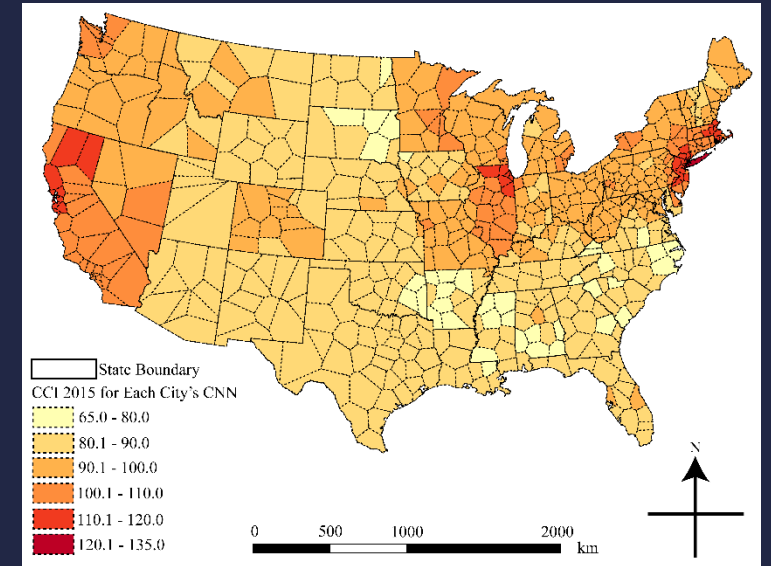 N
State Boundary
CCI 2015 for Each City's CNN
65.0 - 80.0
80.1 - 90.0
90.1 - 100.0
100.1 - 110.0
110.1 - 120.0
120.1 - 135.0
0 500 1000 2000
km